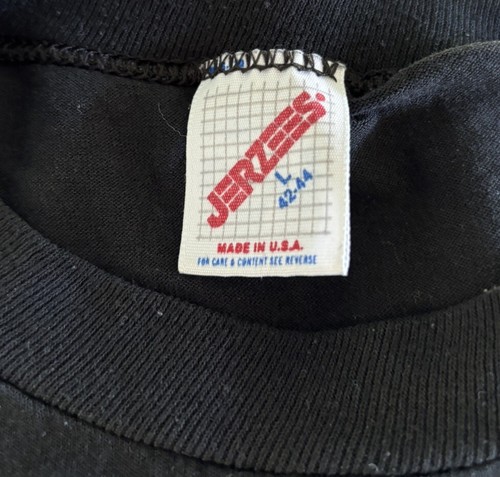 JERZEES.
L
42-44
MADE IN U.S.A.
FOR CARE & CONTENT SEE REVERSE